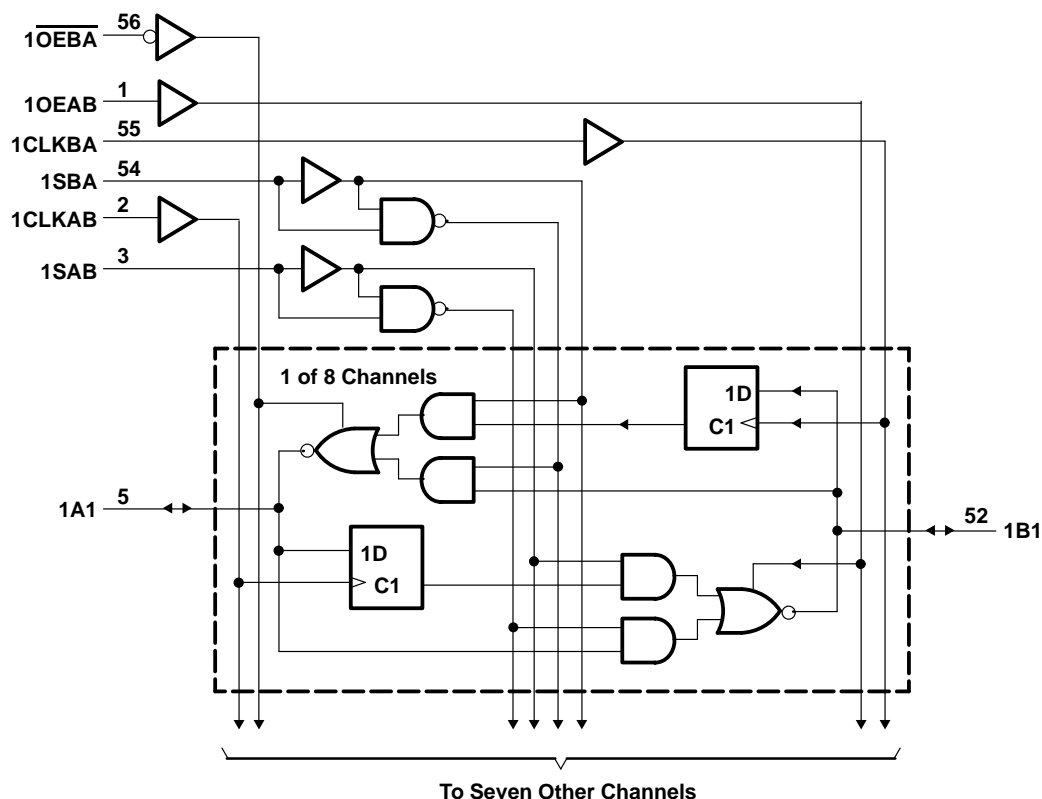 56
1O̅E̅B̅A̅
1
1OEAB
55
1CLKBA
54
1SBA
2
1CLKAB
3
1SAB
1 of 8 Channels
1D
C1
5
1A1
52
1B1
1D
C1
To Seven Other Channels